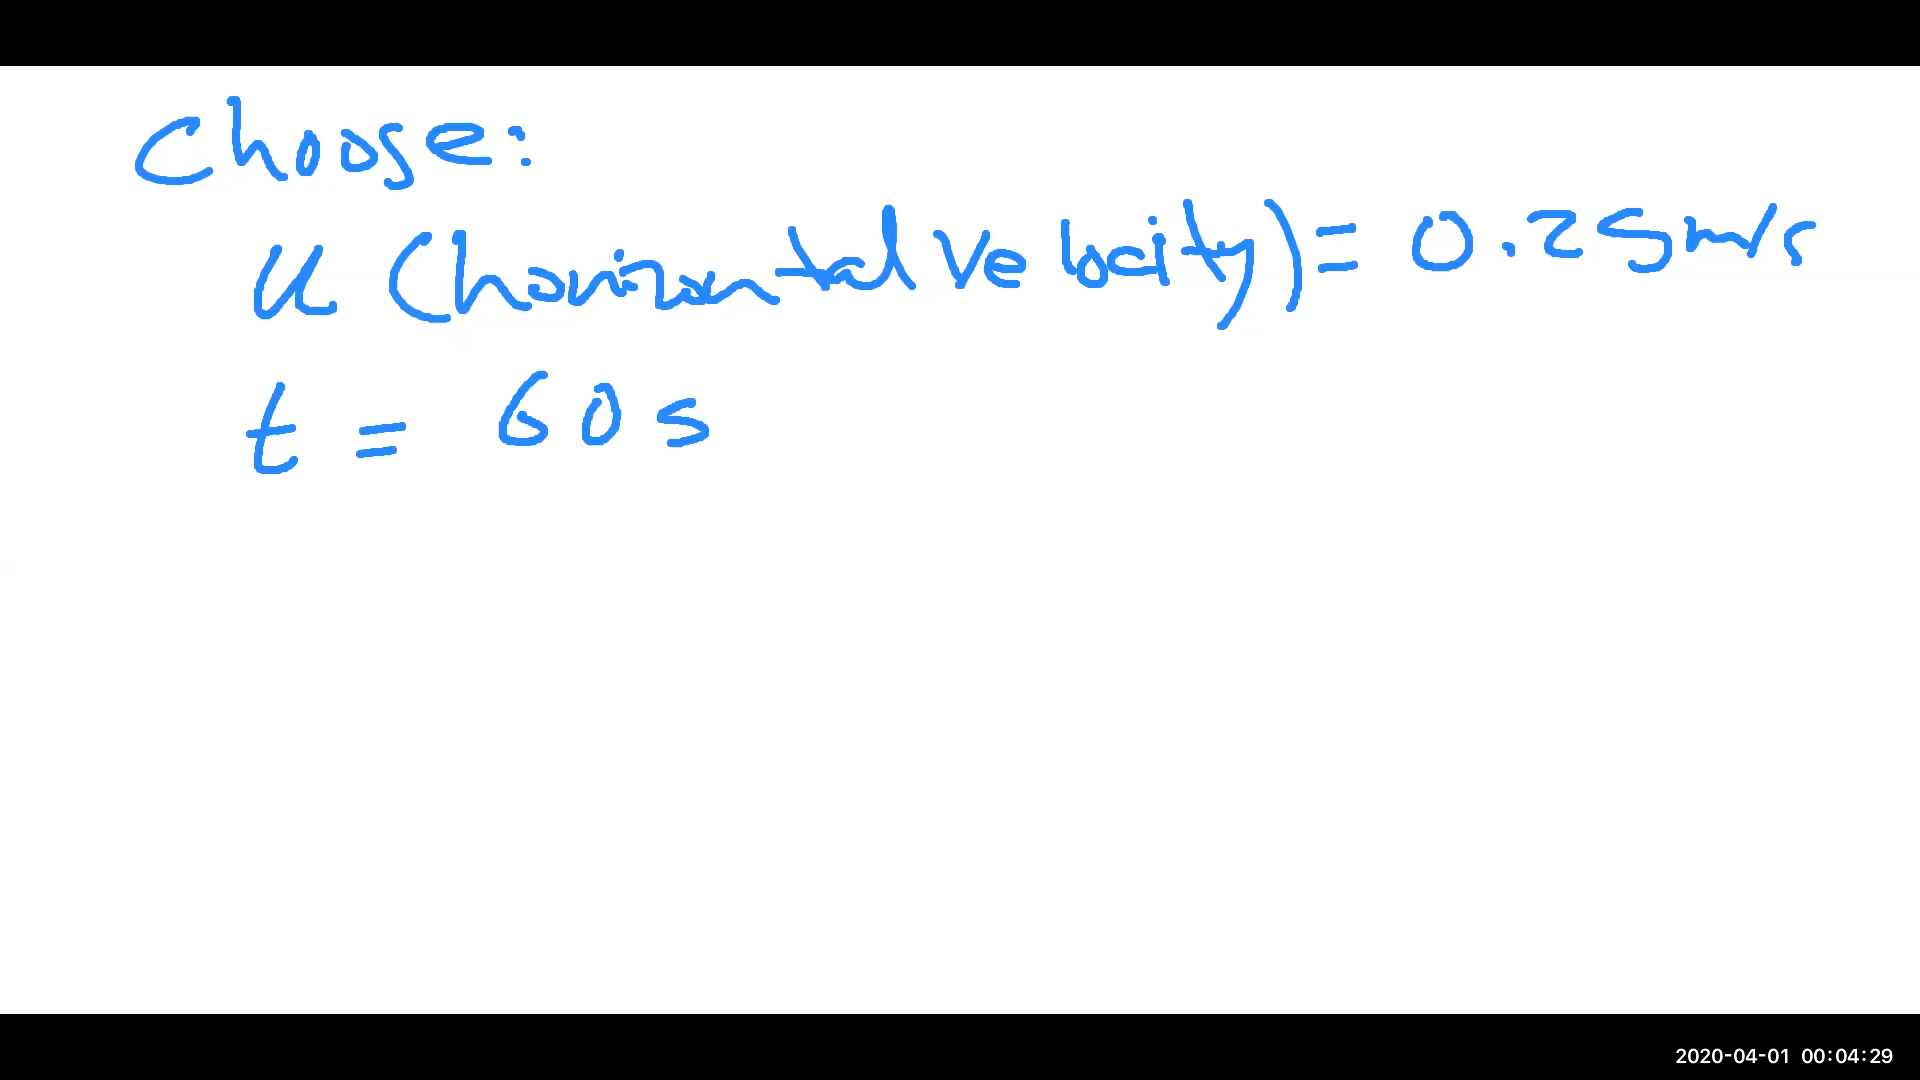 Choose:
u (horizontal velocity) = 0.25m/s
t = 60s
2020-04-01 00:04:29